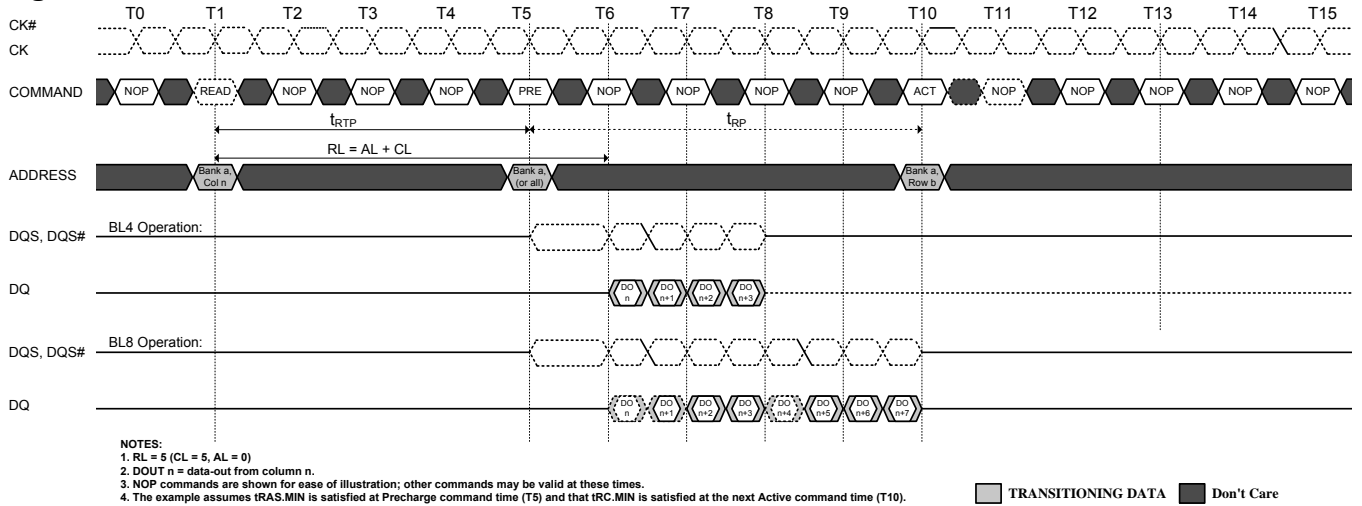 T0 T1 T2 T3 T4 T5 T6 T7 T8 T9 T10 T11 T12 T13 T14 T15
CK#
CK
COMMAND NOP READ NOP NOP NOP PRE NOP NOP NOP NOP ACT NOP NOP NOP NOP NOP
tRTP tRP
RL = AL + CL
ADDRESS
Bank a, Col n
Bank a, (or all)
Bank a, Row b
BL4 Operation:
DQS, DQS#
DQ
DO n
DO n+1
DO n+2
DO n+3
BL8 Operation:
DQS, DQS#
DQ
DO n
DO n+1
DO n+2
DO n+3
DO n+4
DO n+5
DO n+6
DO n+7
NOTES:
1. RL = 5 (CL = 5, AL = 0)
2. DOUT n = data-out from column n.
3. NOP commands are shown for ease of illustration; other commands may be valid at these times.
4. The example assumes tRAS.MIN is satisfied at Precharge command time (T5) and that tRC.MIN is satisfied at the next Active command time (T10).
TRANSITIONING DATA Don't Care